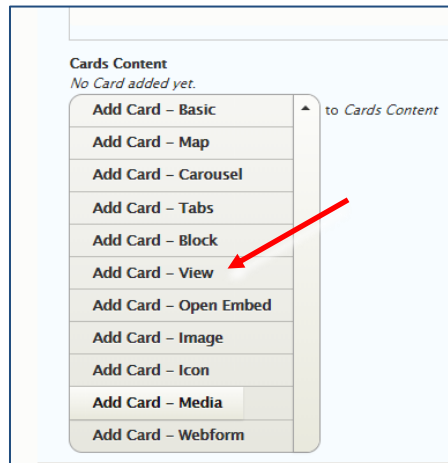 Cards Content
No Card added yet.
Add Card – Basic to Cards Content
Add Card – Map
Add Card – Carousel
Add Card – Tabs
Add Card – Block
Add Card – View
Add Card – Open Embed
Add Card – Image
Add Card – Icon
Add Card – Media
Add Card – Webform